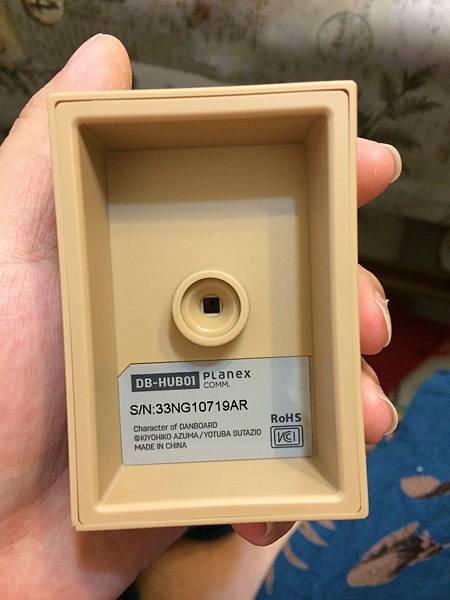 DB-HUB01 PLANEX
COMM.
S/N:33NG10719AR
Character of DANBOARD
©KIYOHIKO AZUMA/YOTUBA SUTAZIO
MADE IN CHINA
RoHS
VCI